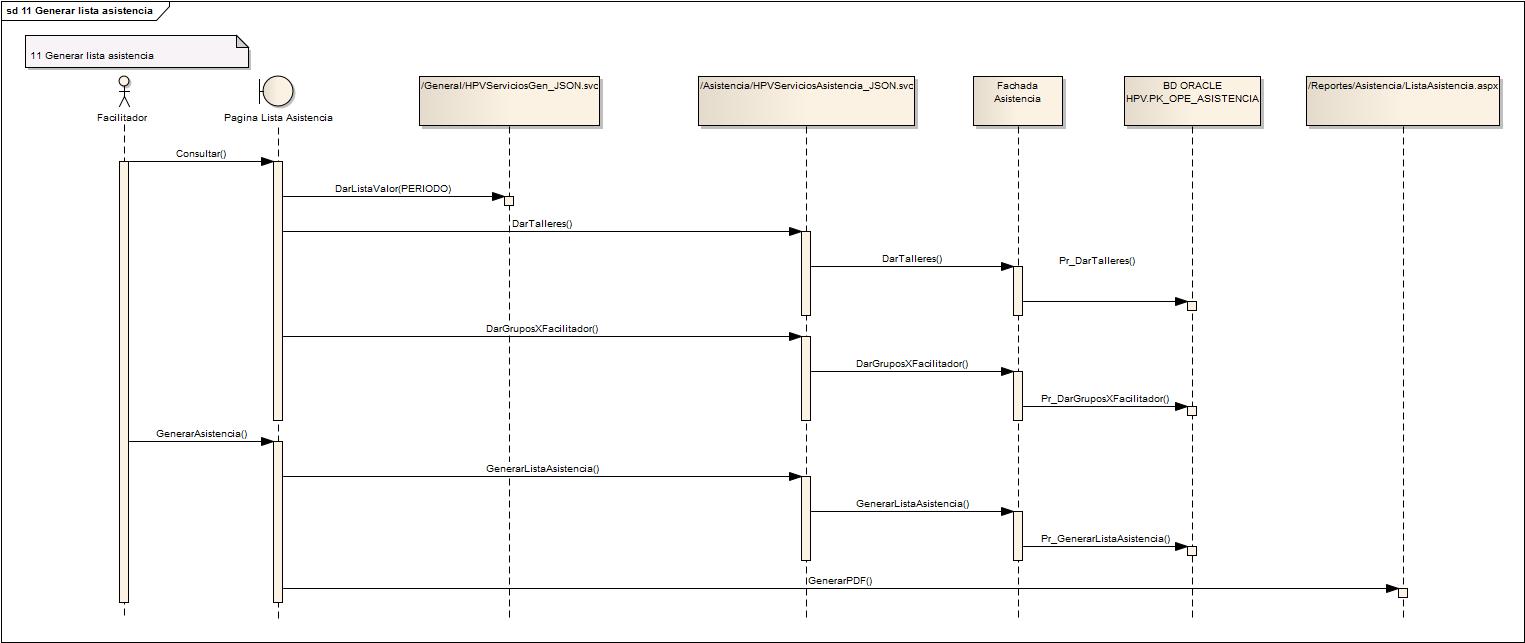 sd 11 Generar lista asistencia
11 Generar lista asistencia
Facilitador
Pagina Lista Asistencia
/General/HPVServiciosGen_JSON.svc
/Asistencia/HPVServiciosAsistencia_JSON.svc
Fachada
Asistencia
BD ORACLE
HPV.PK_OPE_ASISTENCIA
/Reportes/Asistencia/ListaAsistencia.aspx
Consultar()
DarListaValor(PERIODO)
DarTalleres()
DarTalleres()
Pr_DarTalleres()
DarGruposXFacilitador()
DarGruposXFacilitador()
Pr_DarGruposXFacilitador()
GenerarAsistencia()
GenerarListaAsistencia()
GenerarListaAsistencia()
Pr_GenerarListaAsistencia()
GenerarPDF()